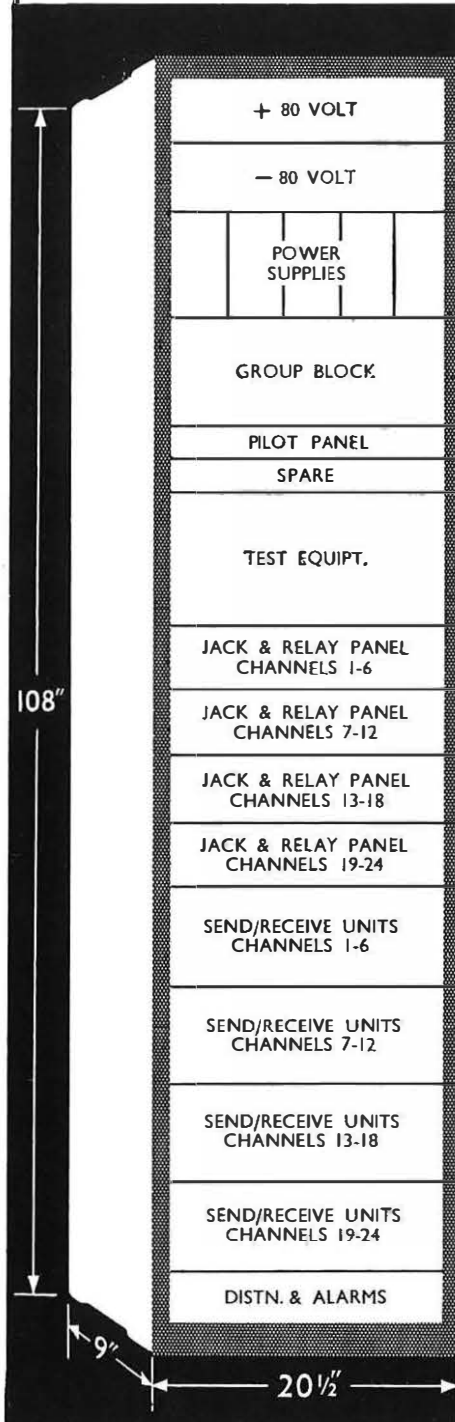 + 80 VOLT
− 80 VOLT
POWER
SUPPLIES
GROUP BLOCK
PILOT PANEL
SPARE
TEST EQUIPT.
JACK & RELAY PANEL
CHANNELS 1-6
JACK & RELAY PANEL
CHANNELS 7-12
JACK & RELAY PANEL
CHANNELS 13-18
JACK & RELAY PANEL
CHANNELS 19-24
SEND/RECEIVE UNITS
CHANNELS 1-6
SEND/RECEIVE UNITS
CHANNELS 7-12
SEND/RECEIVE UNITS
CHANNELS 13-18
SEND/RECEIVE UNITS
CHANNELS 19-24
DISTN. & ALARMS
108"
9"
20½"